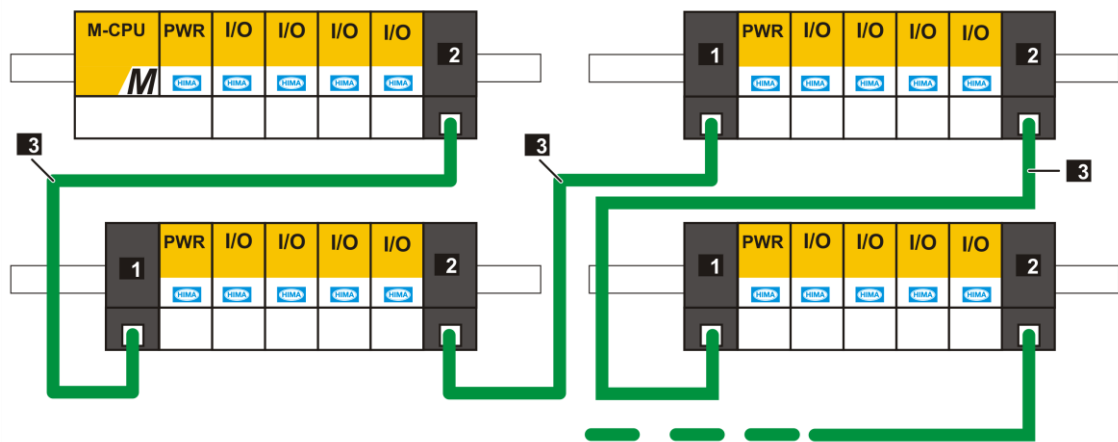 M-CPU PWR I/O I/O I/O I/O 2
M HIMA HIMA HIMA HIMA HIMA
1 PWR I/O I/O I/O I/O 2
HIMA HIMA HIMA HIMA HIMA
3
3
3
1 PWR I/O I/O I/O I/O 2
HIMA HIMA HIMA HIMA HIMA
1 PWR I/O I/O I/O I/O 2
HIMA HIMA HIMA HIMA HIMA